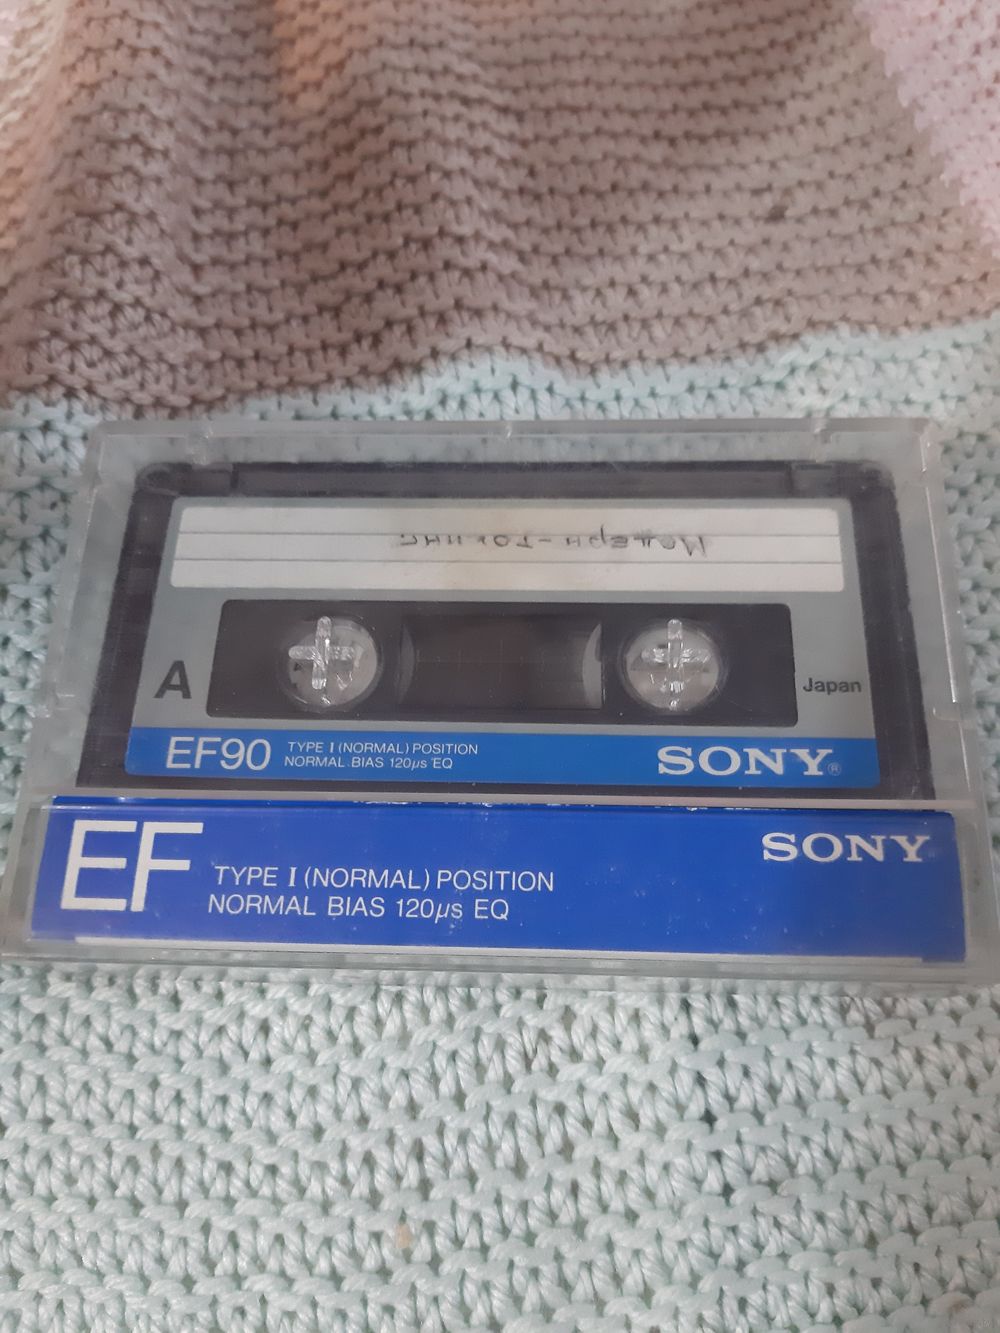 Модерн-Токинг
A
Japan
EF90 TYPE I (NORMAL) POSITION
NORMAL BIAS 120µs EQ
SONY®
EF TYPE I (NORMAL) POSITION
NORMAL BIAS 120µs EQ
SONY